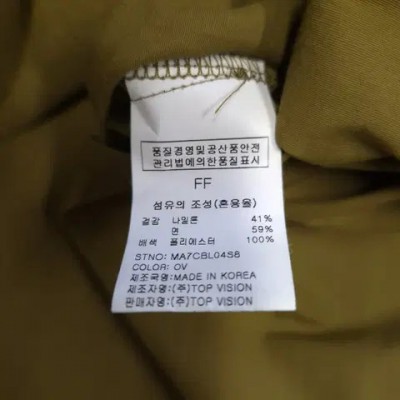 품질경영및공산품안전
관리법에의한품질표시
FF
섬유의 조성(혼용율)
겉감 나일론 41%
면 59%
배색 폴리에스터 100%
STNO: MA7CBL04SB
COLOR: OV
제조국명:MADE IN KOREA
제조자명:(주)TOP VISION
판매자명:(주)TOP VISION